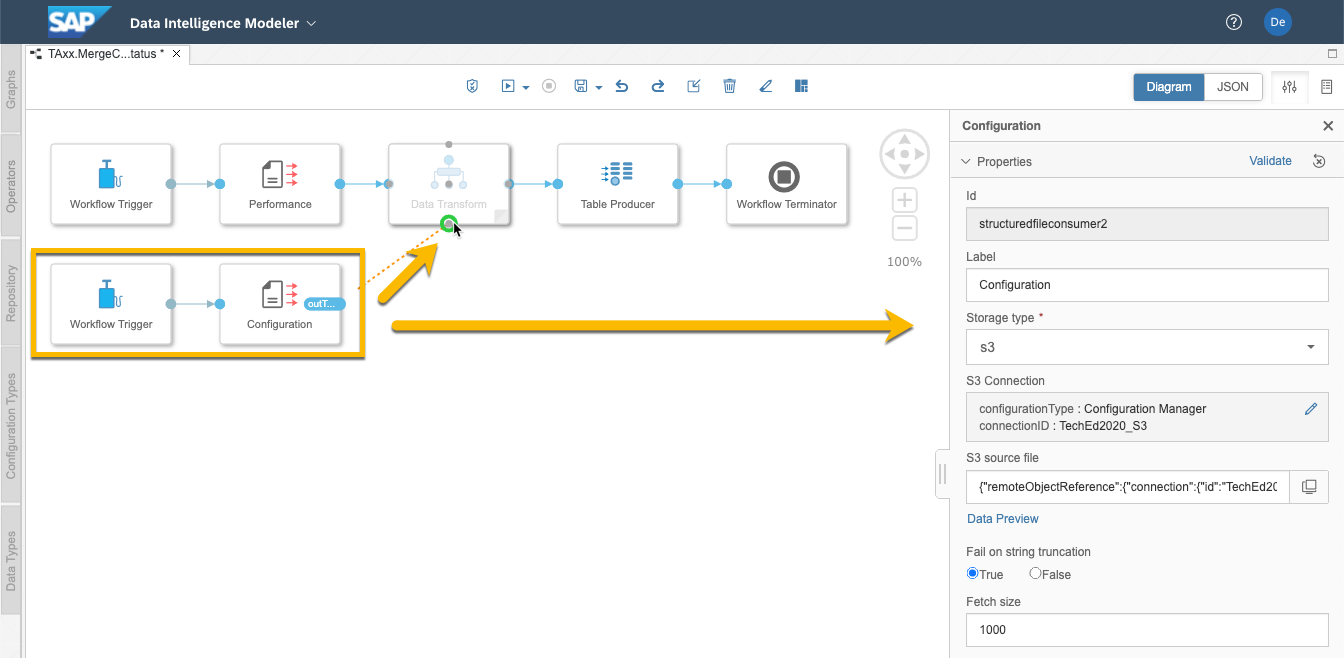 SAP
Data Intelligence Modeler
De
TAxx.MergeC...tatus *
Graphs
Operators
Repository
Configuration Types
Data Types
Diagram
JSON
Workflow Trigger
Performance
Data Transform
Table Producer
Workflow Terminator
100%
Workflow Trigger
outT...
Configuration
Configuration
Properties
Validate
Id
structuredfileconsumer2
Label
Configuration
Storage type *
s3
S3 Connection
configurationType : Configuration Manager
connectionID : TechEd2020_S3
S3 source file
{"remoteObjectReference":{"connection":{"id":"TechEd20
Data Preview
Fail on string truncation
True False
Fetch size
1000